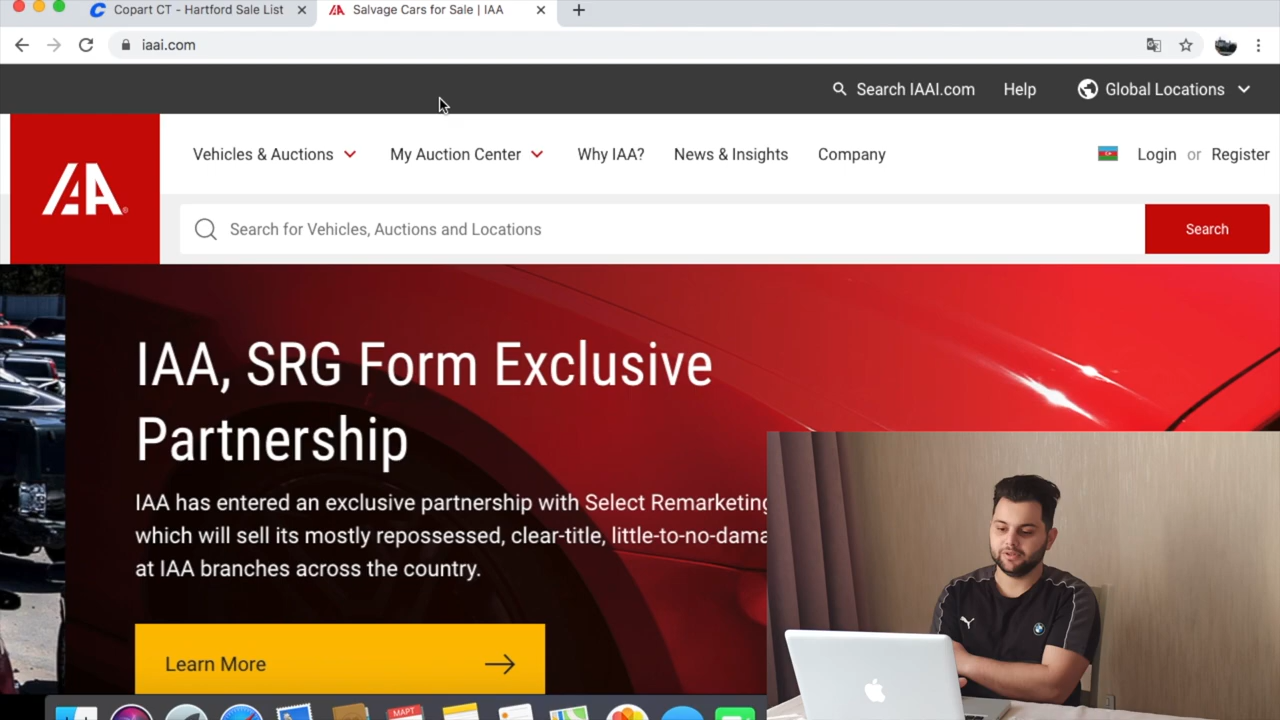 Copart CT - Hartford Sale List
Salvage Cars for Sale | IAA
iaai.com
Search IAAI.com
Help
Global Locations
IAA
Vehicles & Auctions
My Auction Center
Why IAA?
News & Insights
Company
Login or Register
Search for Vehicles, Auctions and Locations
Search
IAA, SRG Form Exclusive
Partnership
IAA has entered an exclusive partnership with Select Remarketing
which will sell its mostly repossessed, clear-title, little-to-no-dama
at IAA branches across the country.
Learn More
MAPT
BMW